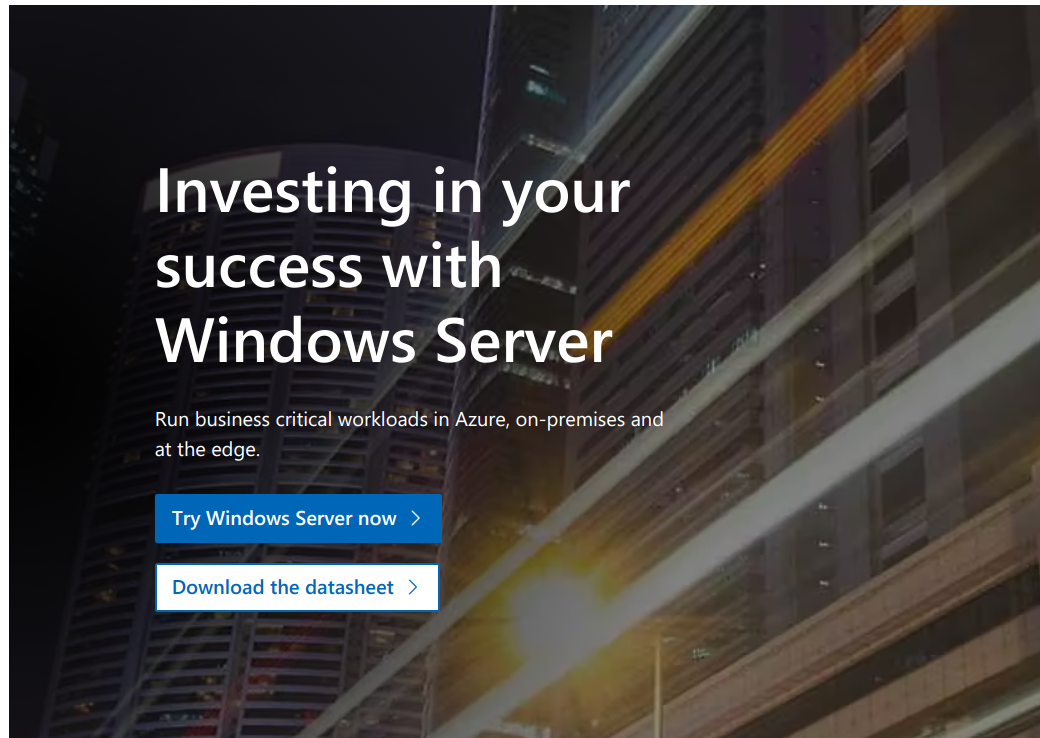 Investing in your
success with
Windows Server
Run business critical workloads in Azure, on-premises and
at the edge.
Try Windows Server now
Download the datasheet